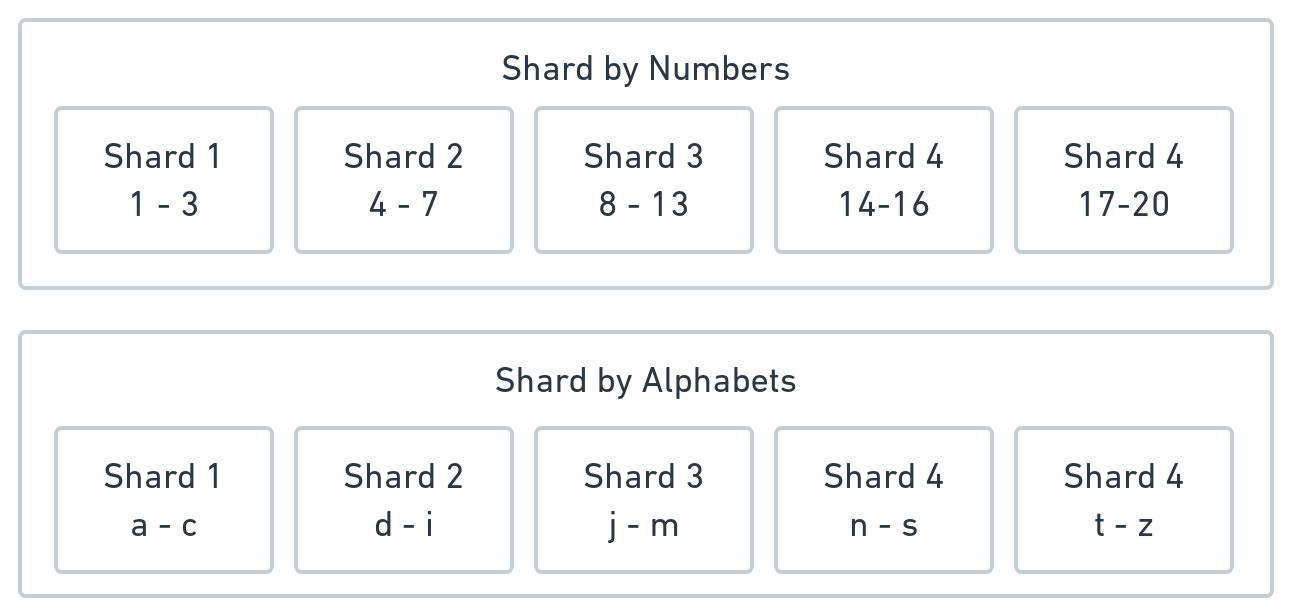 Shard by Numbers
Shard 1
1 - 3
Shard 2
4 - 7
Shard 3
8 - 13
Shard 4
14-16
Shard 4
17-20
Shard by Alphabets
Shard 1
a - c
Shard 2
d - i
Shard 3
j - m
Shard 4
n - s
Shard 4
t - z